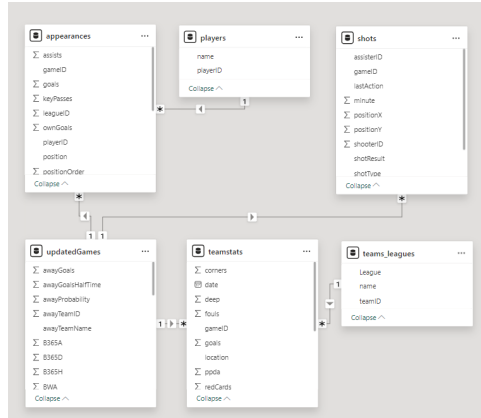 appearances
...
Σ assists
gameID
Σ goals
Σ keyPasses
Σ leagueID
Σ ownGoals
playerID
position
Σ positionOrder
Collapse
players
...
name
playerID
Collapse
shots
...
assisterID
gameID
lastAction
Σ minute
Σ positionX
Σ positionY
Σ shooterID
shotResult
shotType
Collapse
1
*
*
*
1 1
updatedGames
...
Σ awayGoals
Σ awayGoalsHalfTime
Σ awayProbability
Σ awayTeamID
awayTeamName
Σ B365A
Σ B365D
Σ B365H
Σ BWA
Collapse
1
*
teamstats
...
Σ corners
date
Σ deep
Σ fouls
gameID
Σ goals
location
Σ ppda
Σ redCards
Collapse
1
*
teams_leagues
...
League
name
teamID
Collapse